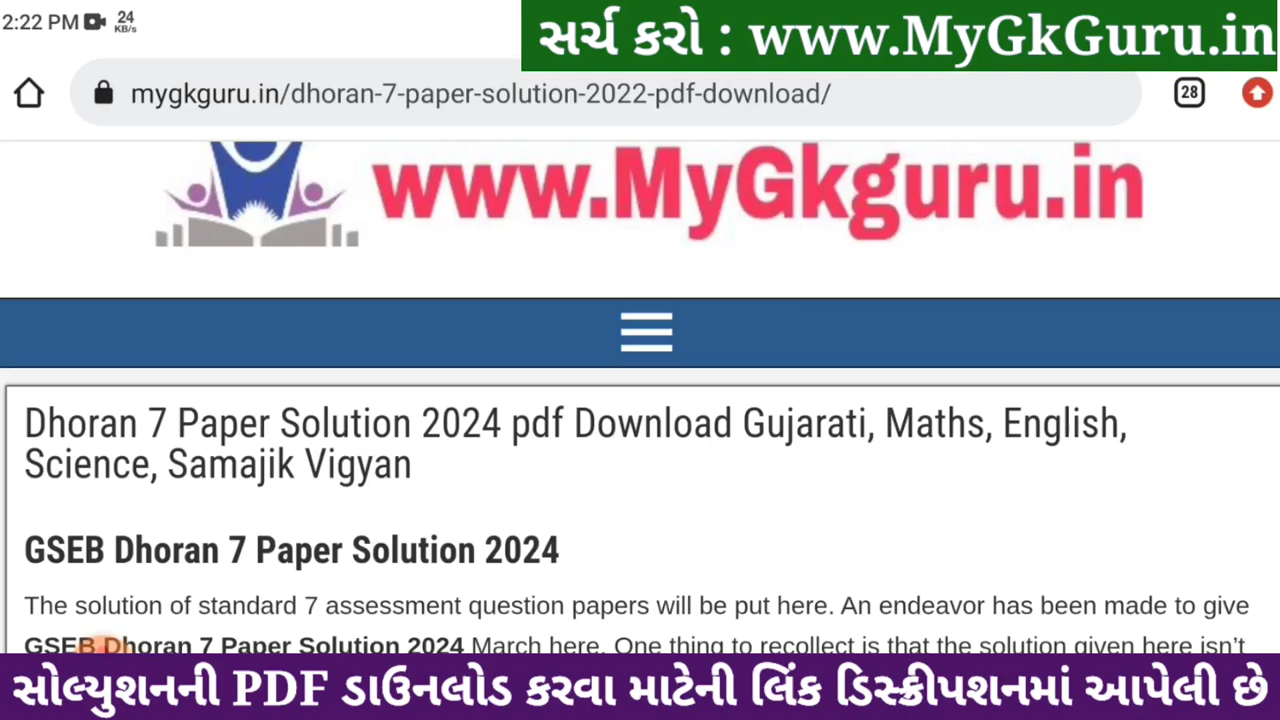 2:22 PM 24 KB/s
સર્ચ કરો : www.MyGkGuru.in
mygkguru.in/dhoran-7-paper-solution-2022-pdf-download/ 28
www.MyGkguru.in
Dhoran 7 Paper Solution 2024 pdf Download Gujarati, Maths, English,
Science, Samajik Vigyan
GSEB Dhoran 7 Paper Solution 2024
The solution of standard 7 assessment question papers will be put here. An endeavor has been made to give
GSEB Dhoran 7 Paper Solution 2024 March here. One thing to recollect is that the solution given here isn't
સોલ્યુશનની PDF ડાઉનલોડ કરવા માટેની લિંક ડિસ્ક્રીપશનમાં આપેલી છે